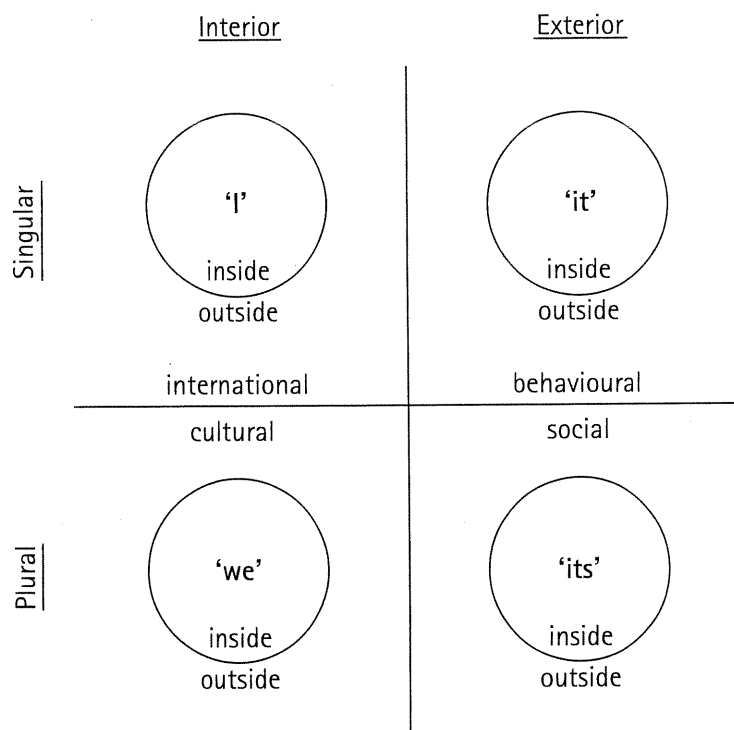 Interior Exterior
Singular
'I' 'it'
inside inside
outside outside
international behavioural
cultural social
Plural
'we' 'its'
inside inside
outside outside